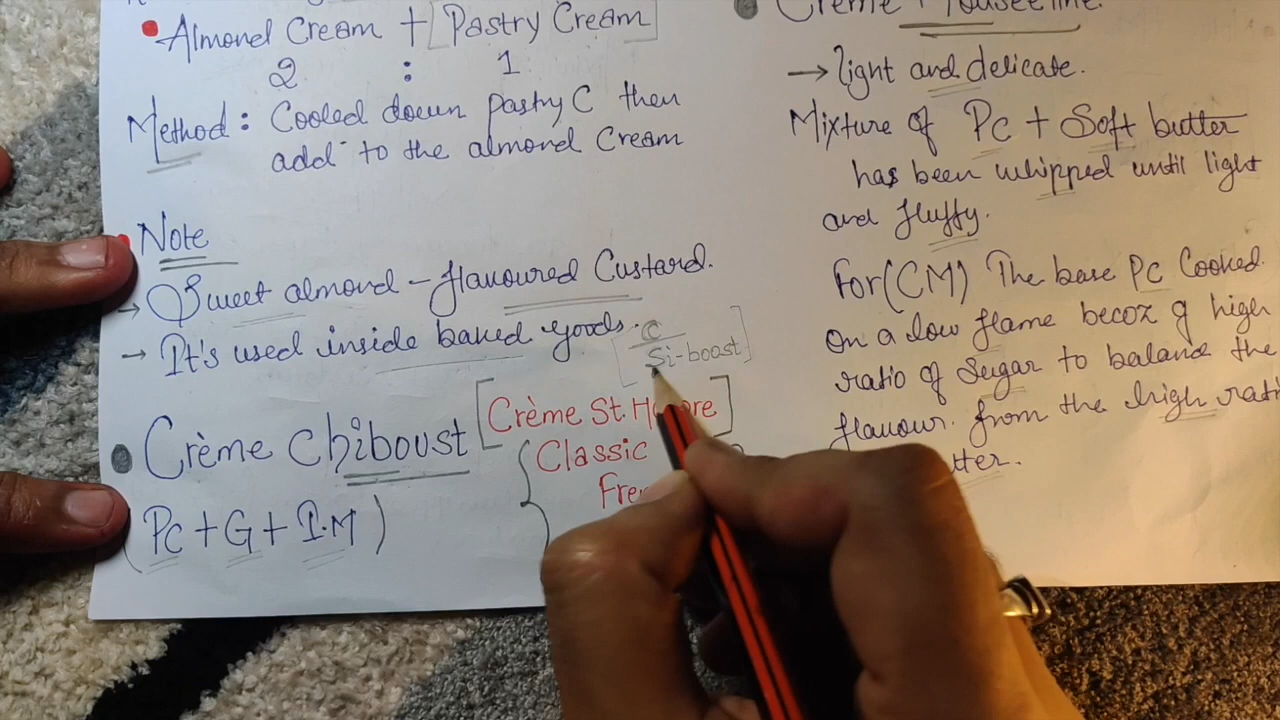 Almond Cream + [Pastry Cream]
2 : 1
Method: Cooled down pastry C then
add to the almond Cream
Note
→ Sweet almond-flavoured Custard.
→ It's used inside baked goods.
C
[Si-boost]
Crème Chiboust [Crème St.
Classic
(PC + G + I.M)
→ light and delicate.
Mixture of PC + Soft butter
has been whipped until light
and fluffy.
For(CM) The base PC Cooked
on a low flame becoz of high
ratio of Sugar to balance the
flavour. from the high